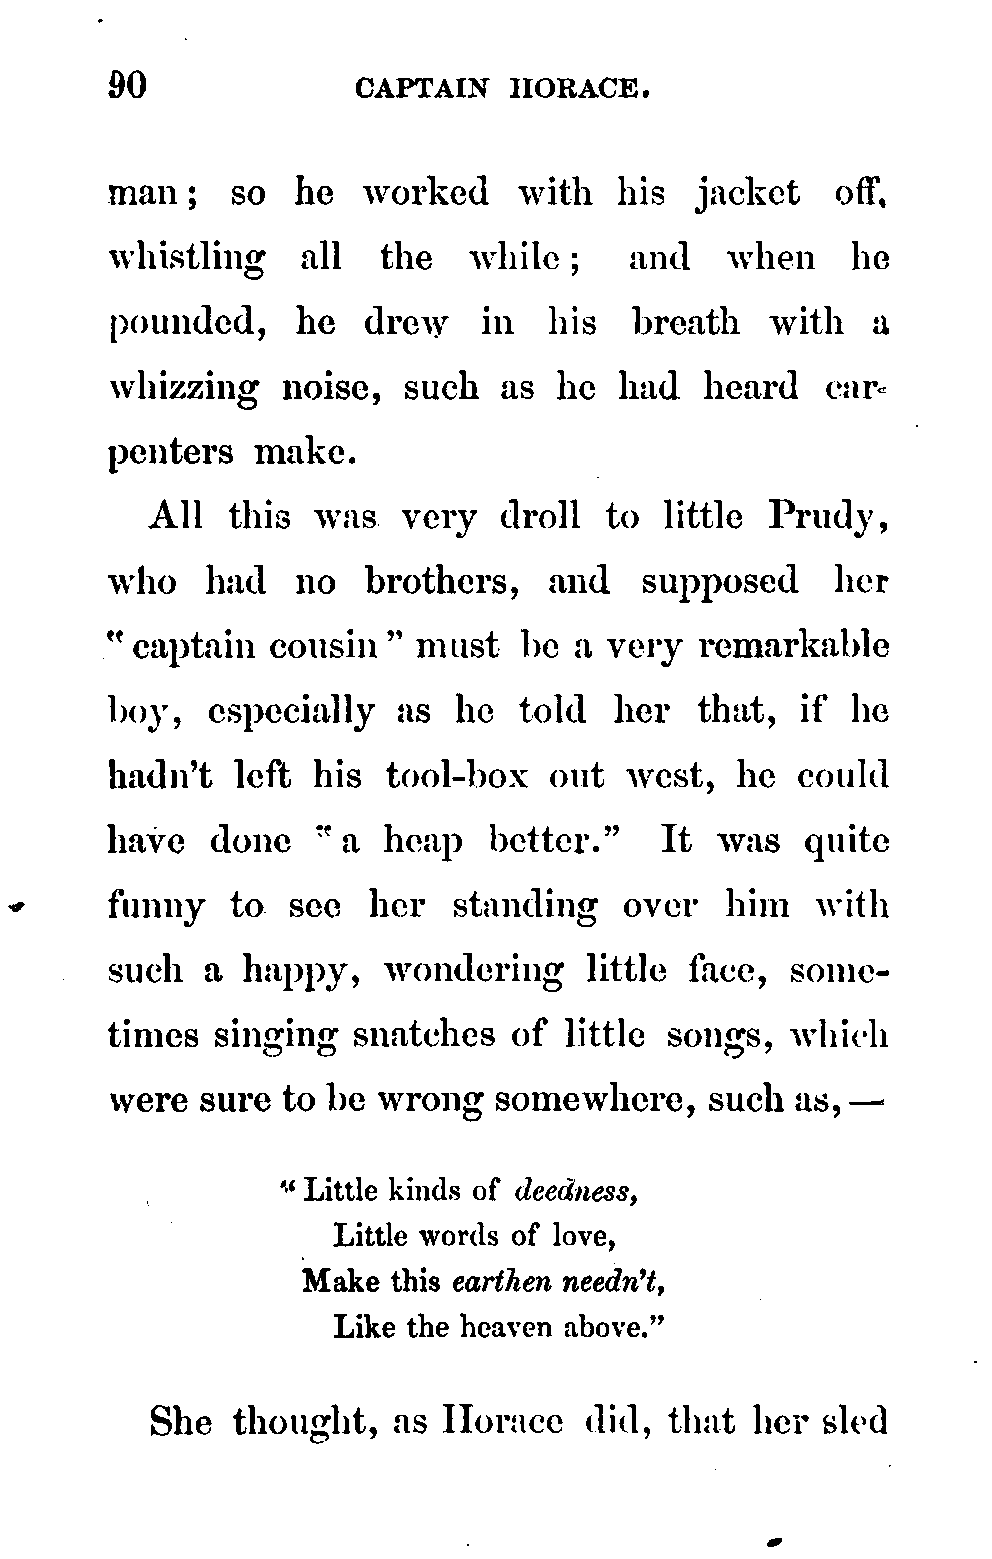 90 CAPTAIN HORACE.
man; so he worked with his jacket off,
whistling all the while; and when he
pounded, he drew in his breath with a
whizzing noise, such as he had heard car-
penters make.
All this was very droll to little Prudy,
who had no brothers, and supposed her
"captain cousin" must be a very remarkable
boy, especially as he told her that, if he
hadn't left his tool-box out west, he could
have done "a heap better." It was quite
funny to see her standing over him with
such a happy, wondering little face, some-
times singing snatches of little songs, which
were sure to be wrong somewhere, such as, —
"Little kinds of deedness,
Little words of love,
Make this earthen needn't,
Like the heaven above."
She thought, as Horace did, that her sled